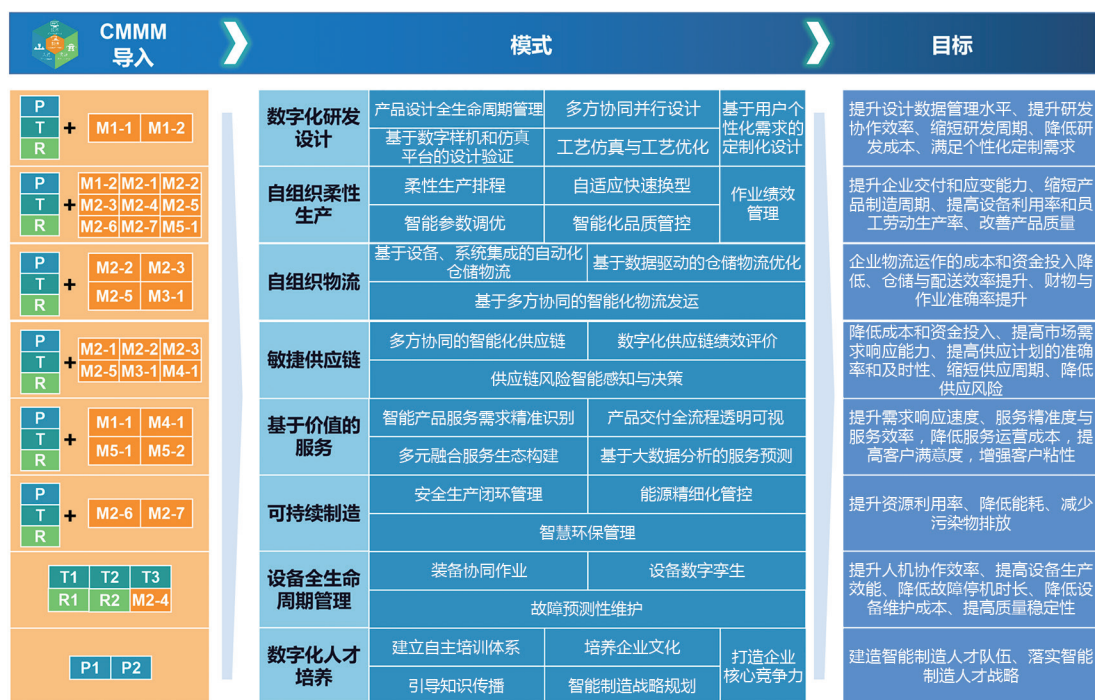 CMMM
导入
模式
目标
P
T
R
+
M1-1 M1-2
数字化研发
设计
产品设计全生命周期管理
多方协同并行设计
基于用户个
性化需求的
定制化设计
基于数字样机和仿真
平台的设计验证
工艺仿真与工艺优化
提升设计数据管理水平、提升研发
协作效率、缩短研发周期、降低研
发成本、满足个性化定制需求
P
T
R
+
M1-2 M2-1 M2-2
M2-3 M2-4 M2-5
M2-6 M2-7 M5-1
自组织柔性
生产
柔性生产排程
自适应快速换型
作业绩效
管理
智能参数调优
智能化品质管控
提升企业交付和应变能力、缩短产
品制造周期、提高设备利用率和员
工劳动生产率、改善产品质量
P
T
R
+
M2-2 M2-3
M2-5 M3-1
自组织物流
基于设备、系统集成的自动化
仓储物流
基于数据驱动的仓储物流优化
基于多方协同的智能化物流发运
企业物流运作的成本和资金投入降
低、仓储与配送效率提升、财物与
作业准确率提升
P
T
R
+
M2-1 M2-2 M2-3
M2-5 M3-1 M4-1
敏捷供应链
多方协同的智能化供应链
数字化供应链绩效评价
供应链风险智能感知与决策
降低成本和资金投入、提高市场需
求响应能力、提高供应计划的准确
率和及时性、缩短供应周期、降低
供应风险
P
T
R
+
M1-1 M4-1
M5-1 M5-2
基于价值的
服务
智能产品服务需求精准识别
产品交付全流程透明可视
多元融合服务生态构建
基于大数据分析的服务预测
提升需求响应速度、服务精准度与
服务效率，降低服务运营成本，提
高客户满意度，增强客户粘性
P
T
R
+
M2-6 M2-7
可持续制造
安全生产闭环管理
能源精细化管控
智慧环保管理
提升资源利用率、降低能耗、减少
污染物排放
T1 T2 T3
R1 R2 M2-4
设备全生命
周期管理
装备协同作业
设备数字孪生
故障预测性维护
提升人机协作效率、提高设备生产
效能、降低故障停机时长、降低设
备维护成本、提高质量稳定性
P1 P2
数字化人才
培养
建立自主培训体系
培养企业文化
打造企业
核心竞争力
引导知识传播
智能制造战略规划
建造智能制造人才队伍、落实智能
制造人才战略